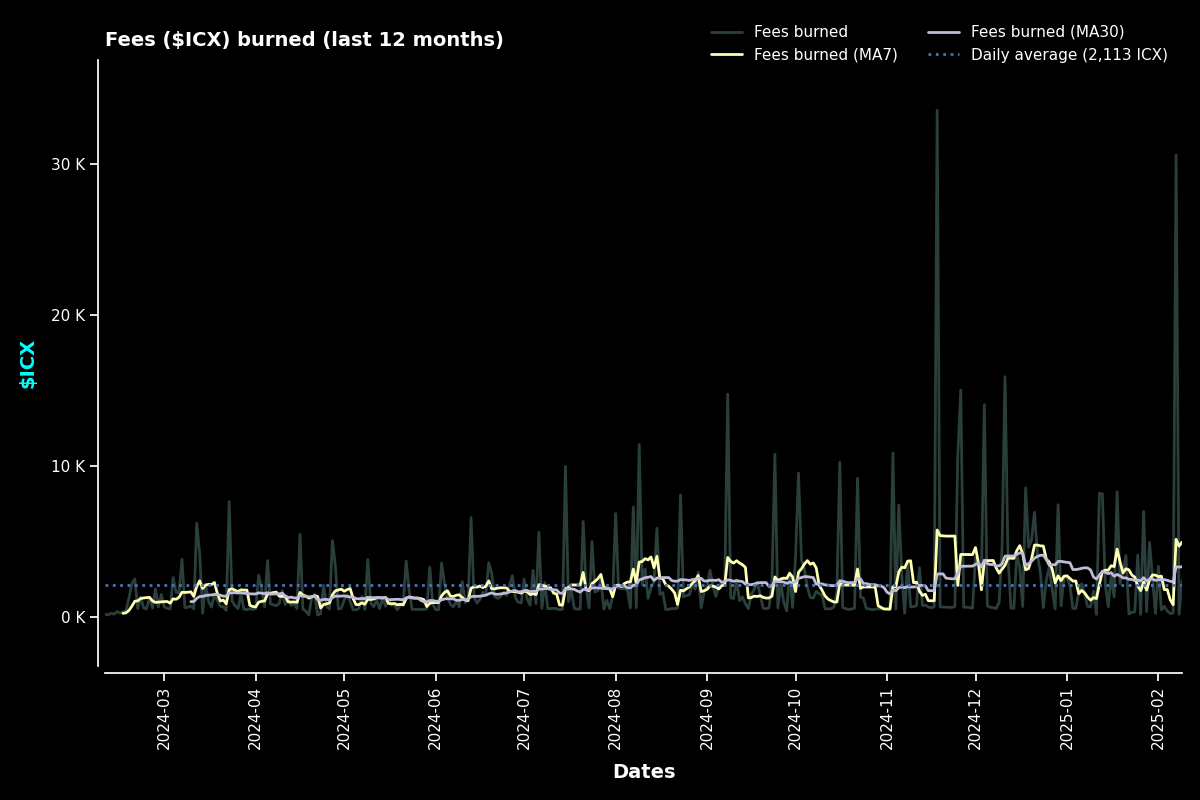 Fees ($ICX) burned (last 12 months)
Fees burned
Fees burned (MA7)
Fees burned (MA30)
Daily average (2,113 ICX)
$ICX
30 K
20 K
10 K
0 K
2024-03
2024-04
2024-05
2024-06
2024-07
2024-08
2024-09
2024-10
2024-11
2024-12
2025-01
2025-02
Dates